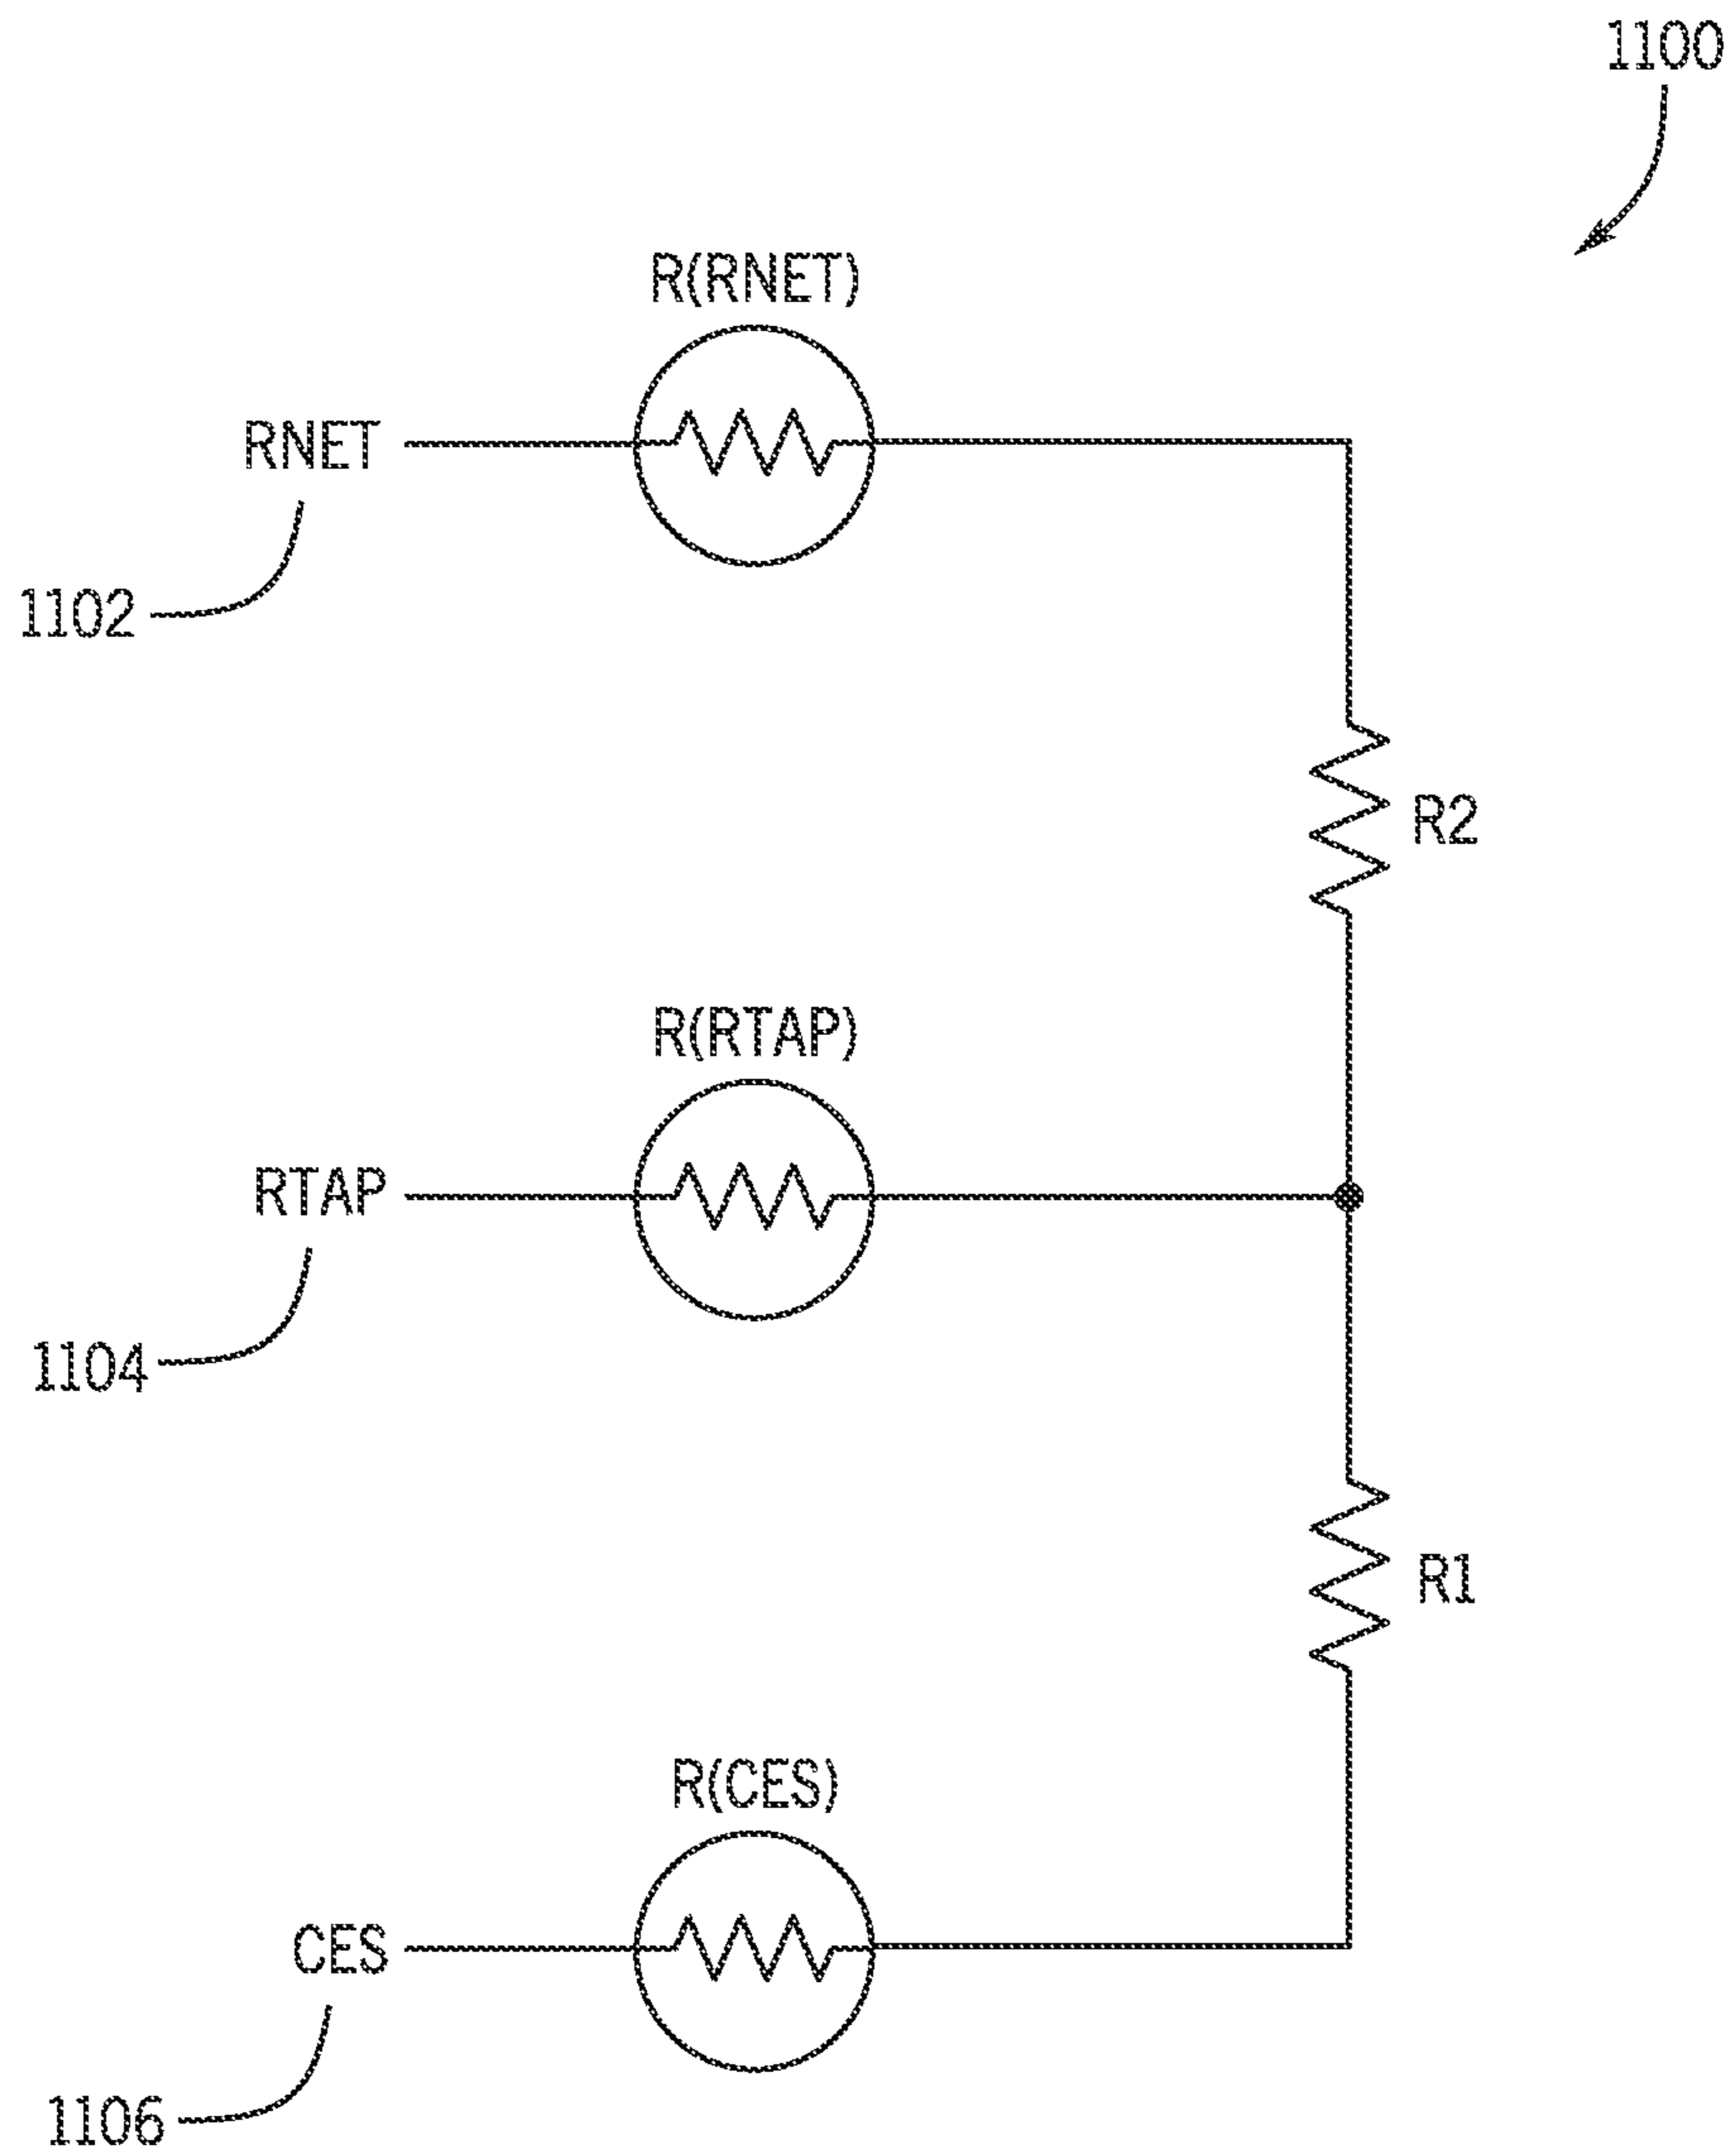 1100
R(RNET)
RNET
1102
R2
R(RTAP)
RTAP
1104
R1
R(CES)
CES
1106